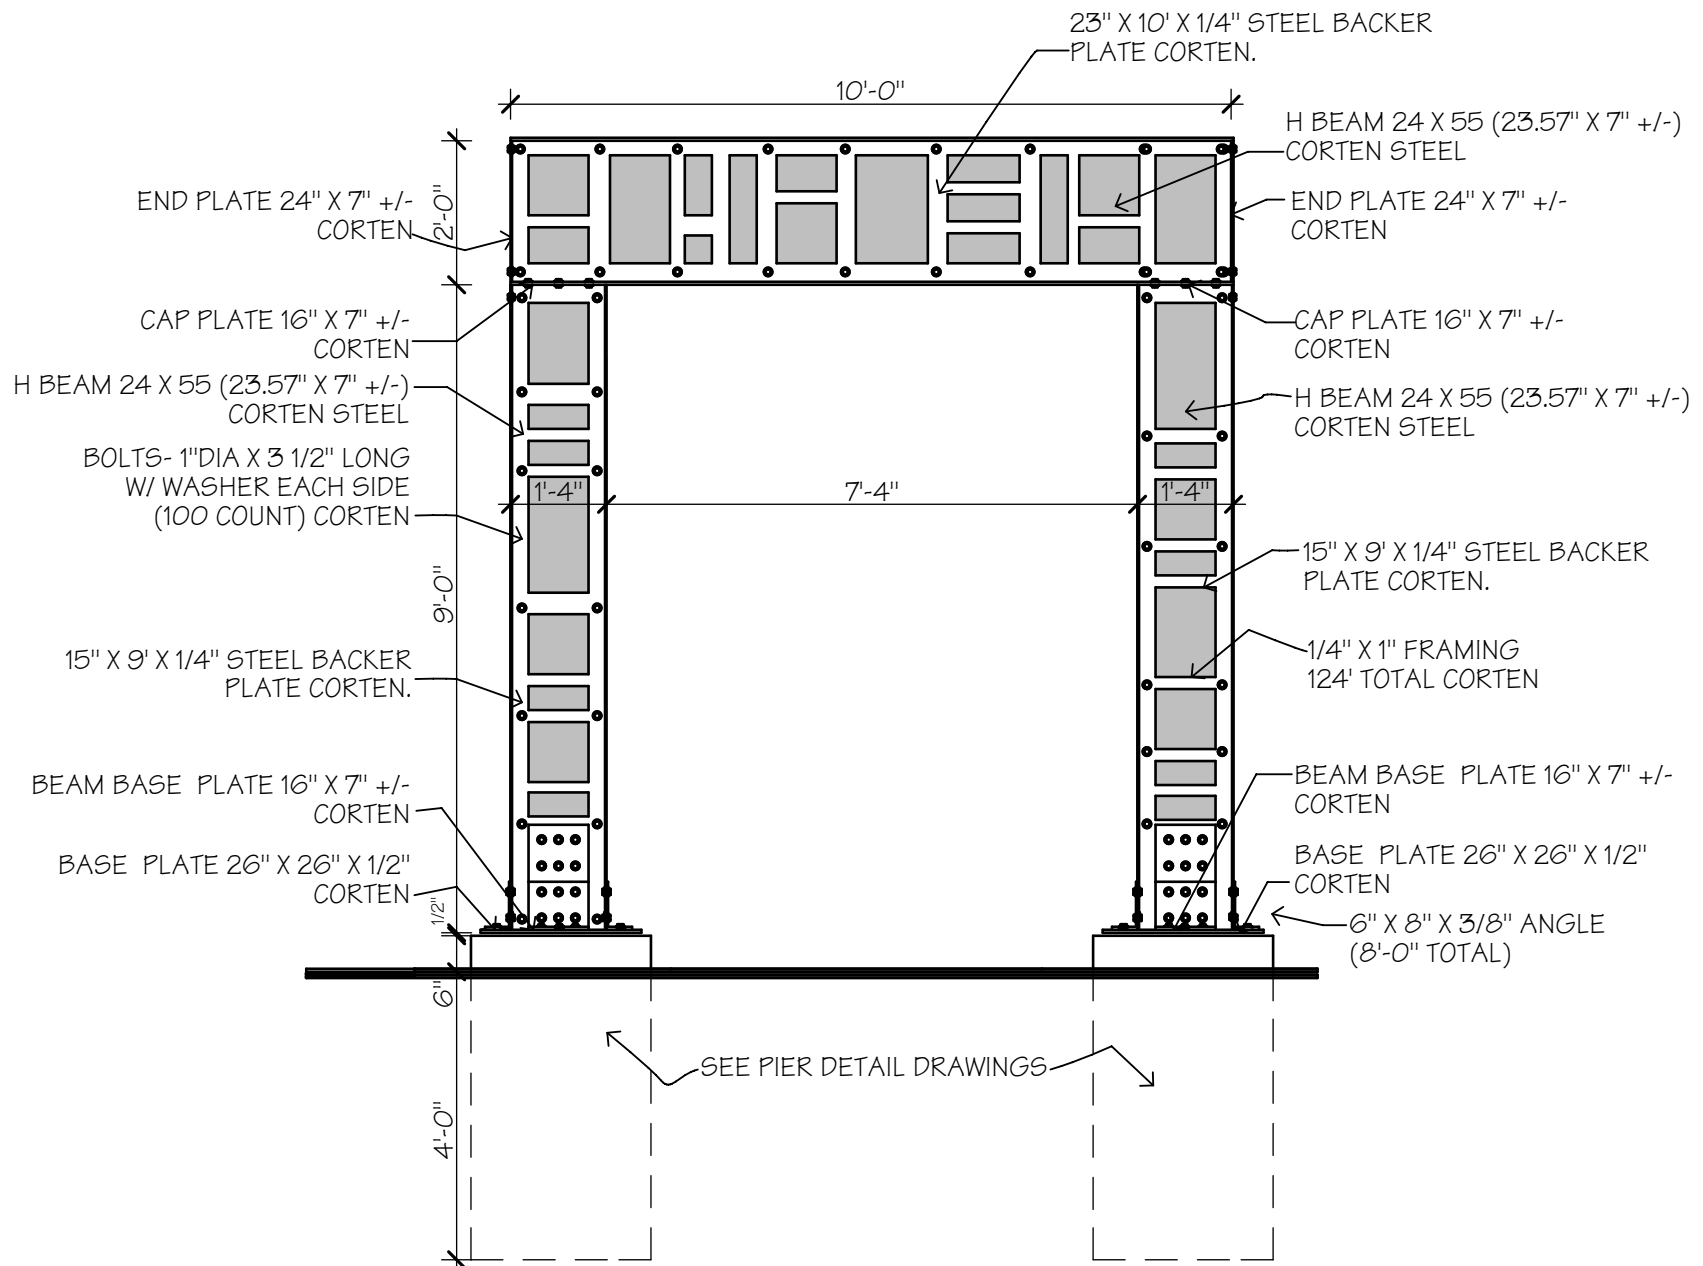 23" X 10' X 1/4" STEEL BACKER
PLATE CORTEN.
10'-0"
H BEAM 24 X 55 (23.57" X 7" +/-)
CORTEN STEEL
END PLATE 24" X 7" +/-
CORTEN
2'-0"
END PLATE 24" X 7" +/-
CORTEN
CAP PLATE 16" X 7" +/-
CORTEN
CAP PLATE 16" X 7" +/-
CORTEN
H BEAM 24 X 55 (23.57" X 7" +/-)
CORTEN STEEL
H BEAM 24 X 55 (23.57" X 7" +/-)
CORTEN STEEL
BOLTS- 1"DIA X 3 1/2" LONG
W/ WASHER EACH SIDE
(100 COUNT) CORTEN
1'-4"
7'-4"
1'-4"
15" X 9' X 1/4" STEEL BACKER
PLATE CORTEN.
9'-0"
15" X 9' X 1/4" STEEL BACKER
PLATE CORTEN.
1/4" X 1" FRAMING
124' TOTAL CORTEN
BEAM BASE PLATE 16" X 7" +/-
CORTEN
BEAM BASE PLATE 16" X 7" +/-
CORTEN
BASE PLATE 26" X 26" X 1/2"
CORTEN
BASE PLATE 26" X 26" X 1/2"
CORTEN
1/2"
6" X 8" X 3/8" ANGLE
(8'-0" TOTAL)
6"
SEE PIER DETAIL DRAWINGS
4'-0"